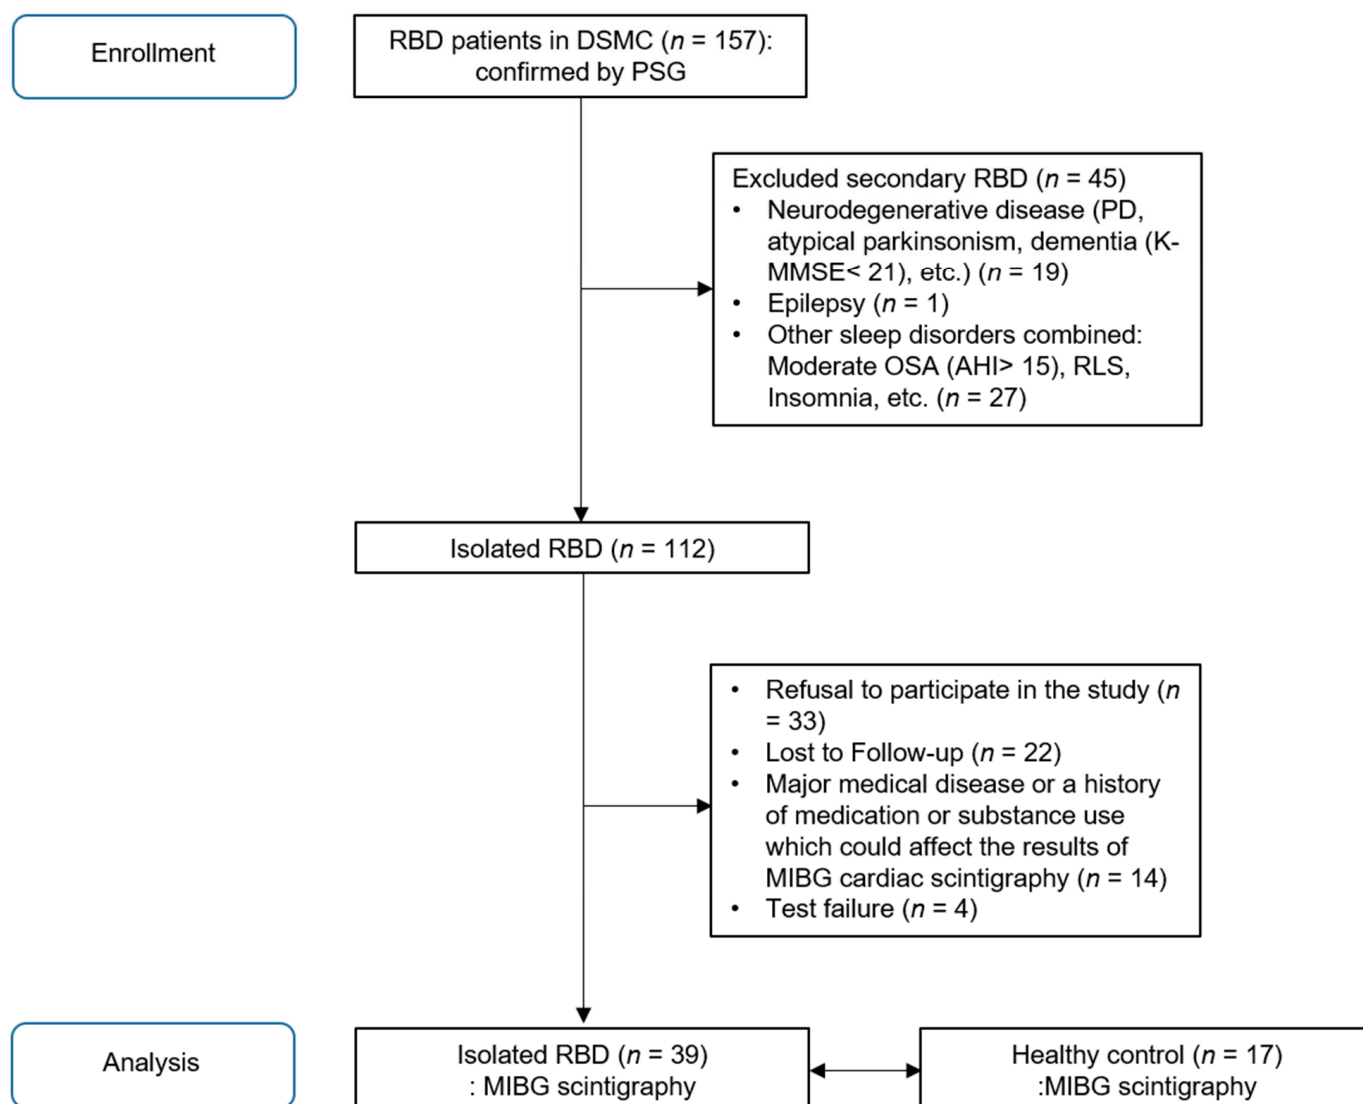 Enrollment
RBD patients in DSMC (n = 157):
confirmed by PSG
Excluded secondary RBD (n = 45)
• Neurodegenerative disease (PD,
atypical parkinsonism, dementia (K-
MMSE< 21), etc.) (n = 19)
• Epilepsy (n = 1)
• Other sleep disorders combined:
Moderate OSA (AHI> 15), RLS,
Insomnia, etc. (n = 27)
Isolated RBD (n = 112)
• Refusal to participate in the study (n
= 33)
• Lost to Follow-up (n = 22)
• Major medical disease or a history
of medication or substance use
which could affect the results of
MIBG cardiac scintigraphy (n = 14)
• Test failure (n = 4)
Analysis
Isolated RBD (n = 39)
: MIBG scintigraphy
Healthy control (n = 17)
:MIBG scintigraphy